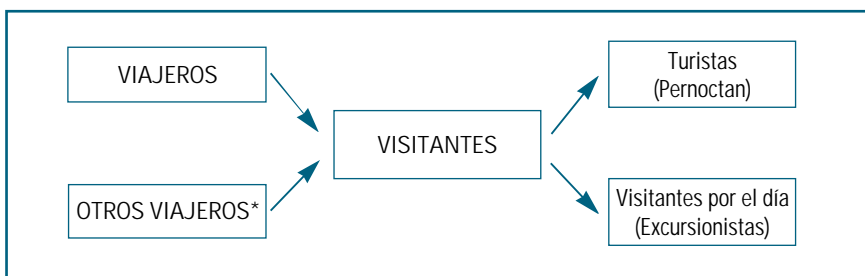 VIAJEROS
OTROS VIAJEROS*
VISITANTES
Turistas
(Pernoctan)
Visitantes por el día
(Excursionistas)